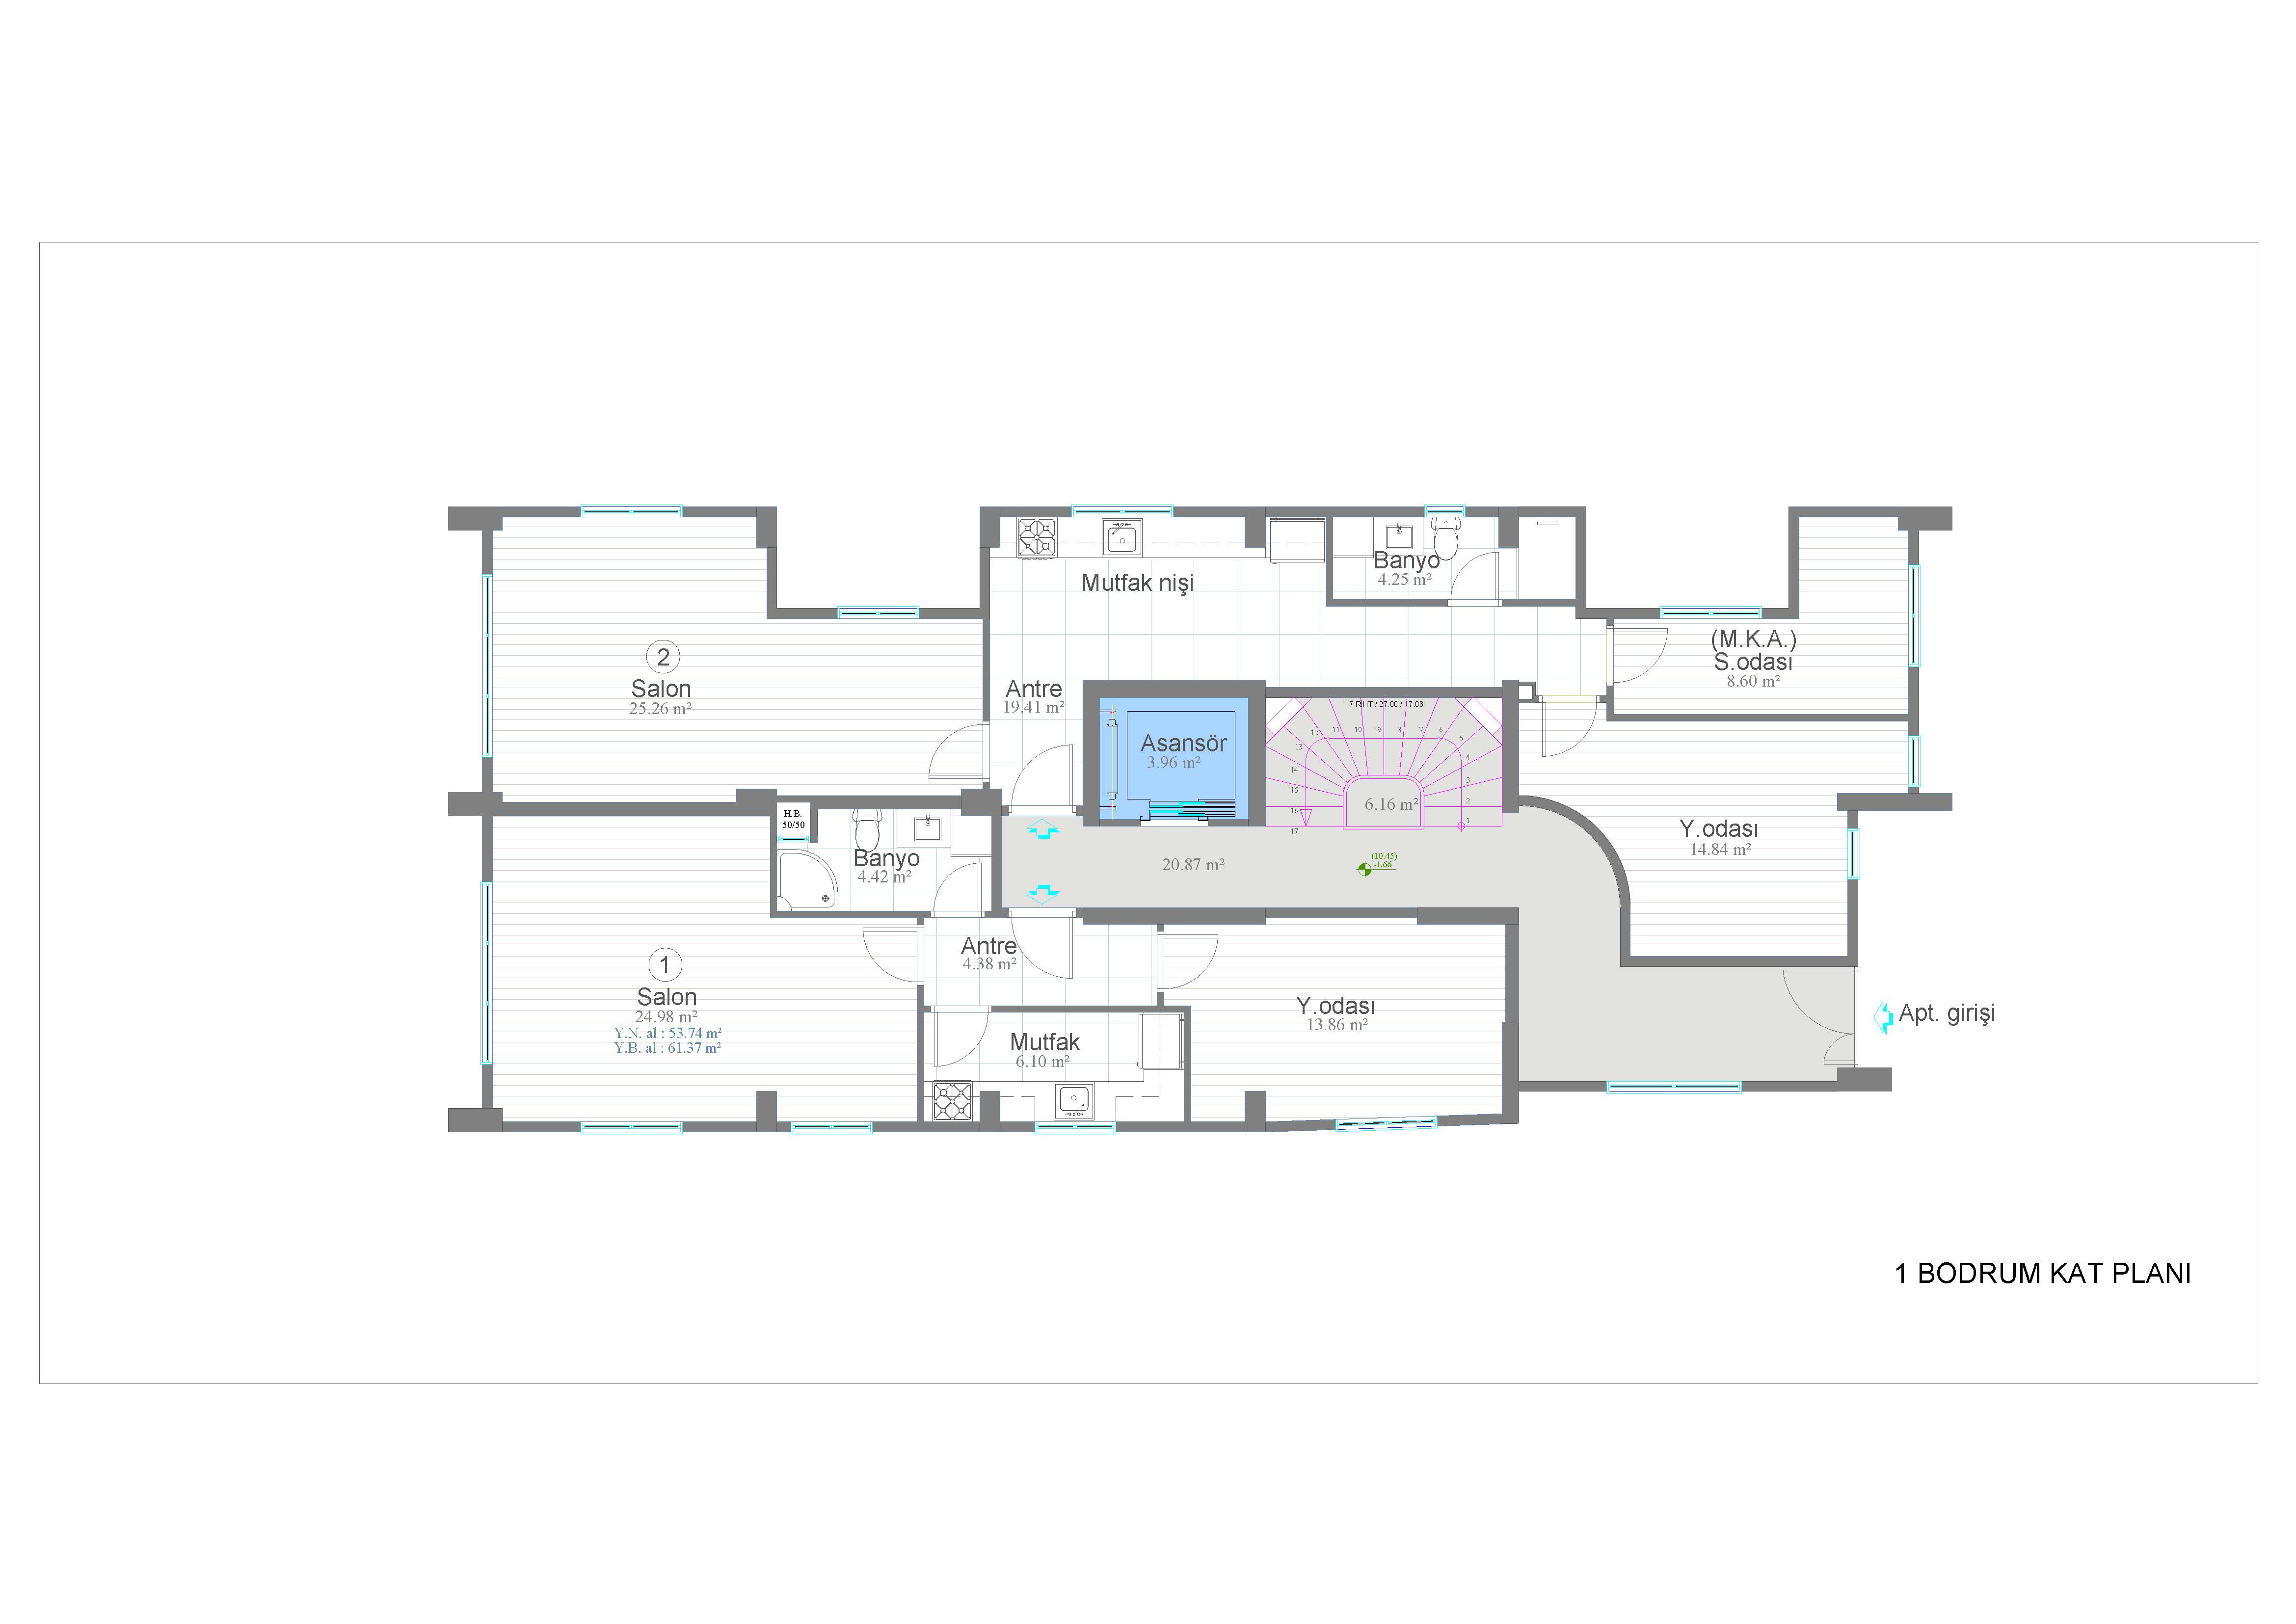 17 RIHT / 27.00 / 17.06
Banyo
4.25 m²
Mutfak nişi
(M.K.A.)
S.odası
8.60 m²
2
Salon
25.26 m²
Antre
19.41 m²
Asansör
3.96 m²
1
2
3
4
5
6
7
8
9
10
11
12
13
14
15
16
17
6.16 m²
H.B.
50/50
Y.odası
14.84 m²
Banyo
4.42 m²
20.87 m²
(10.45)
-1.66
Antre
4.38 m²
1
Salon
24.98 m²
Y.N. al : 53.74 m²
Y.B. al : 61.37 m²
Mutfak
6.10 m²
Y.odası
13.86 m²
Apt. girişi
1 BODRUM KAT PLANI